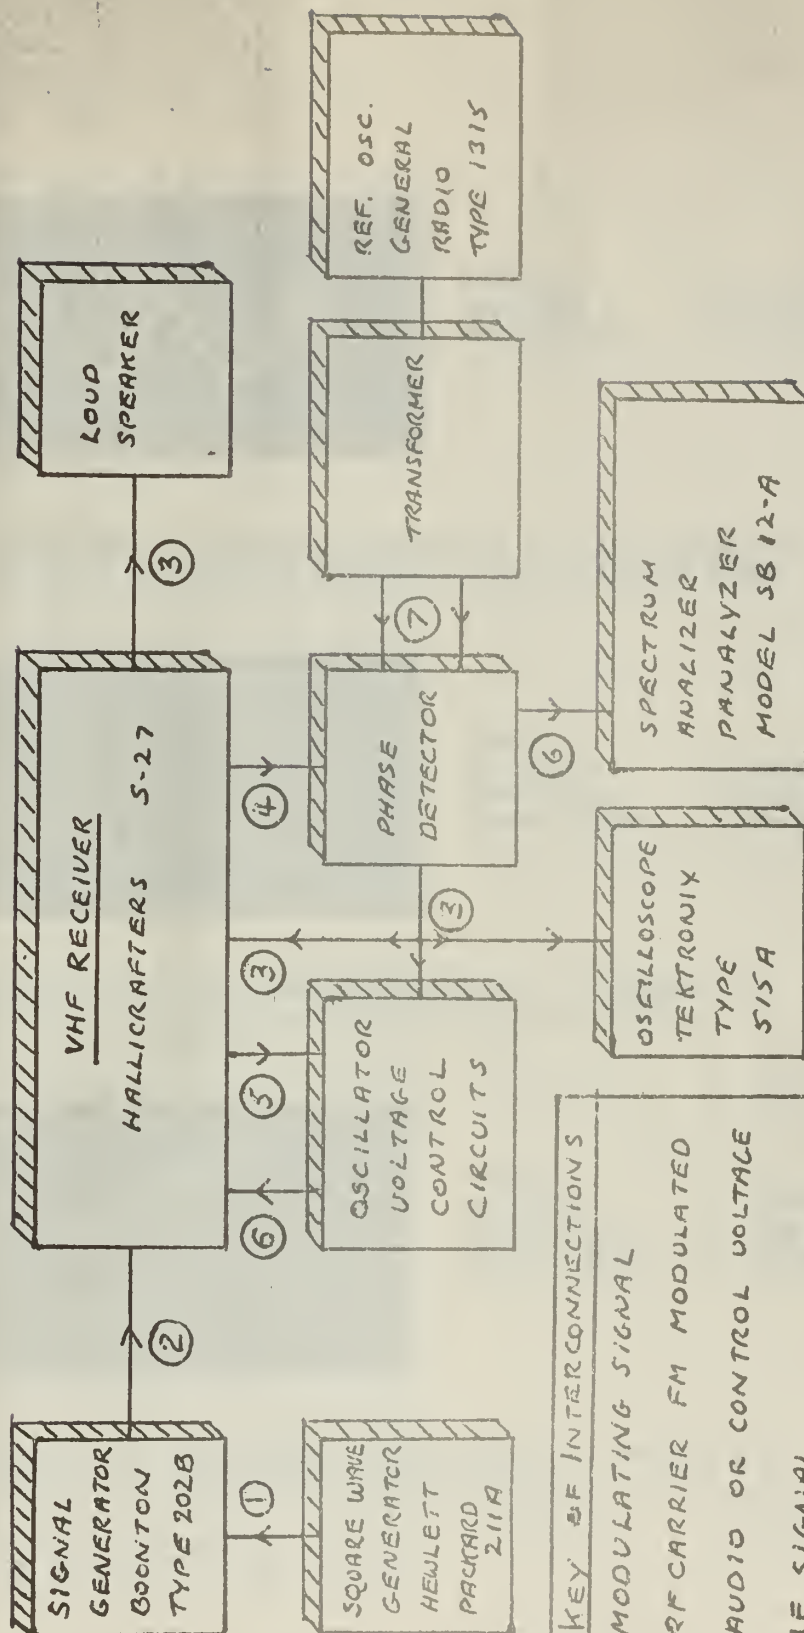 SIGNAL
GENERATOR
BOONTON
TYPE 202B
②
VHF RECEIVER
HALLICRAFTERS S-27
③
LOUD
SPEAKER
①
⑥
⑤
③
④
SQUARE WAVE
GENERATOR
HEWLETT
PACKARD
211A
OSCILLATOR
VOLTAGE
CONTROL
CIRCUITS
③
PHASE
DETECTOR
⑦
TRANSFORMER
REF. OSC.
GENERAL
RADIO
TYPE 1315
⑥
OSCILLOSCOPE
TEKTRONIX
TYPE
515A
SPECTRUM
ANALIZER
PANALYZER
MODEL SB 12-A
KEY OF INTERCONNECTIONS
MODULATING SIGNAL
RF CARRIER FM MODULATED
AUDIO OR CONTROL VOLTAGE
IF SIGNAL